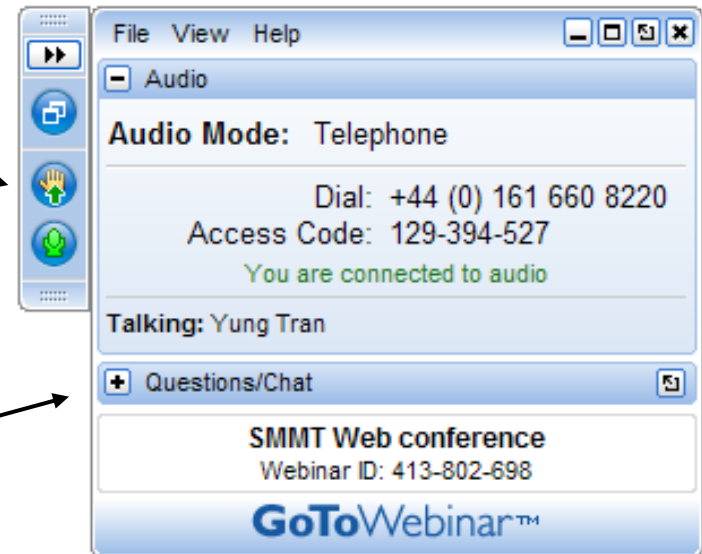 File View Help
Audio
Audio Mode: Telephone
Dial: +44 (0) 161 660 8220
Access Code: 129-394-527
You are connected to audio
Talking: Yung Tran
Questions/Chat
SMMT Web conference
Webinar ID: 413-802-698
GoToWebinar™